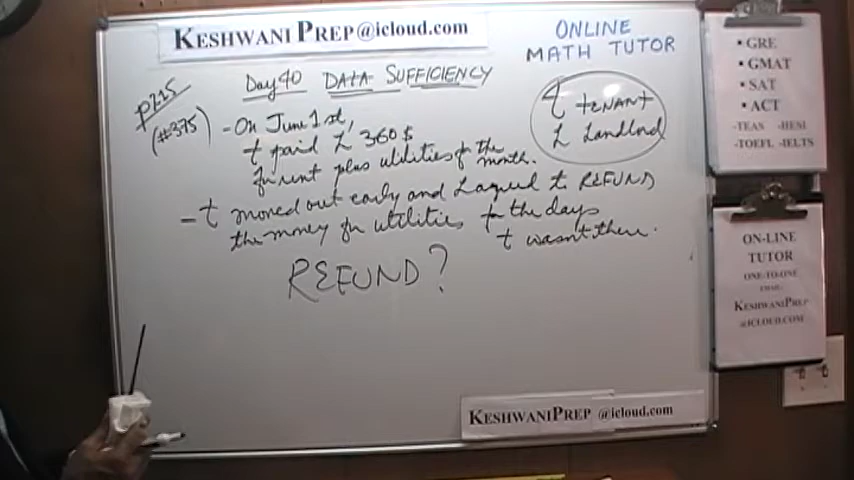 KESHWANI PREP@iCloud.com
ONLINE
MATH TUTOR
Day 40 DATA SUFFICIENCY
p215
(#375)
- On June 1st,
t paid L 360 $
for rent plus utilities for the month.
- t moved out early and L agreed to REFUND
the money for utilities for the days
t wasn't there.
REFUND?
t TENANT
L Landlord
• GRE
• GMAT
• SAT
• ACT
-TEAS -HESI
-TOEFL -IELTS
ON-LINE
TUTOR
ONE-TO-ONE
KESHWANIPREP
@iCLOUD.COM
KESHWANIPREP @icloud.com